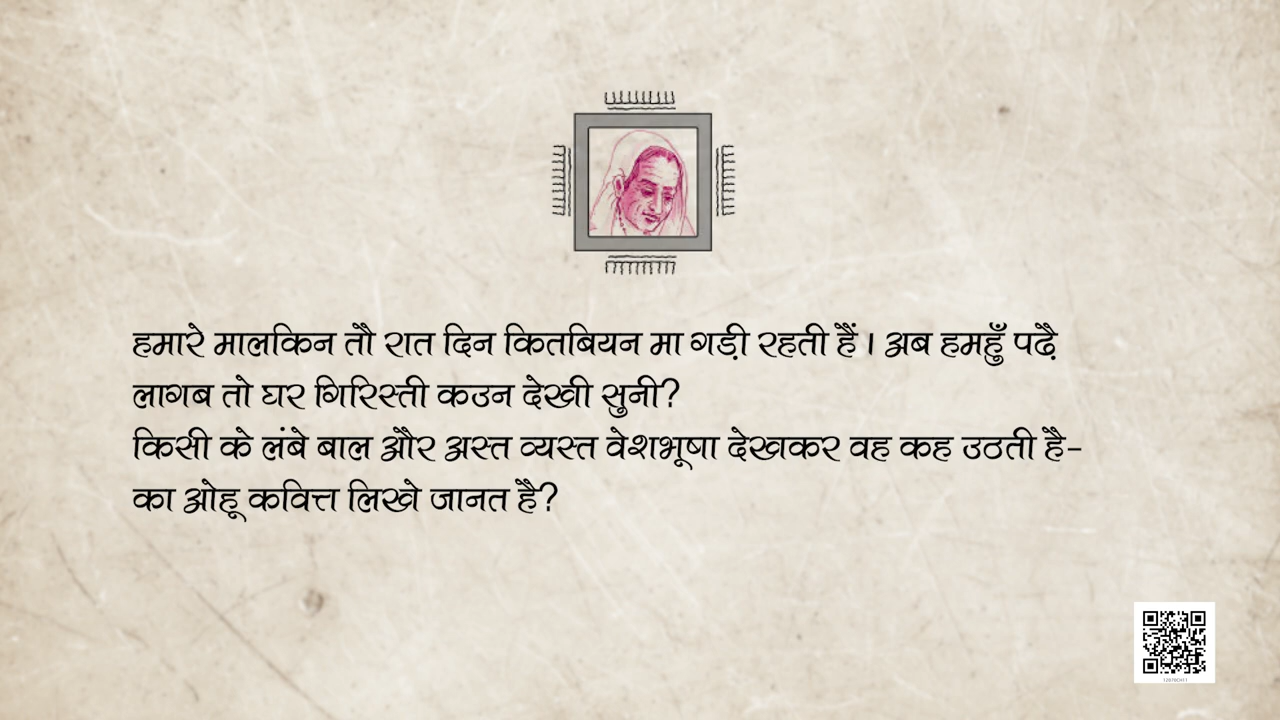 हमारे मालकिन तौ रात दिन कितबियन मा गड़ी रहती हैं। अब हमहुँ पढ़ै
लागब तो घर गिरिस्ती कउन देखी सुनी?
किसी के लंबे बाल और अस्त व्यस्त वेशभूषा देखकर वह कह उठती है-
का ओहू कवित्त लिखे जानत है?